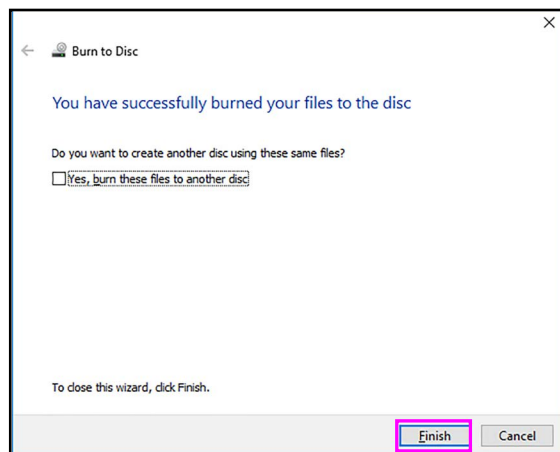 Burn to Disc
You have successfully burned your files to the disc
Do you want to create another disc using these same files?
Yes, burn these files to another disc
To close this wizard, click Finish.
Finish Cancel